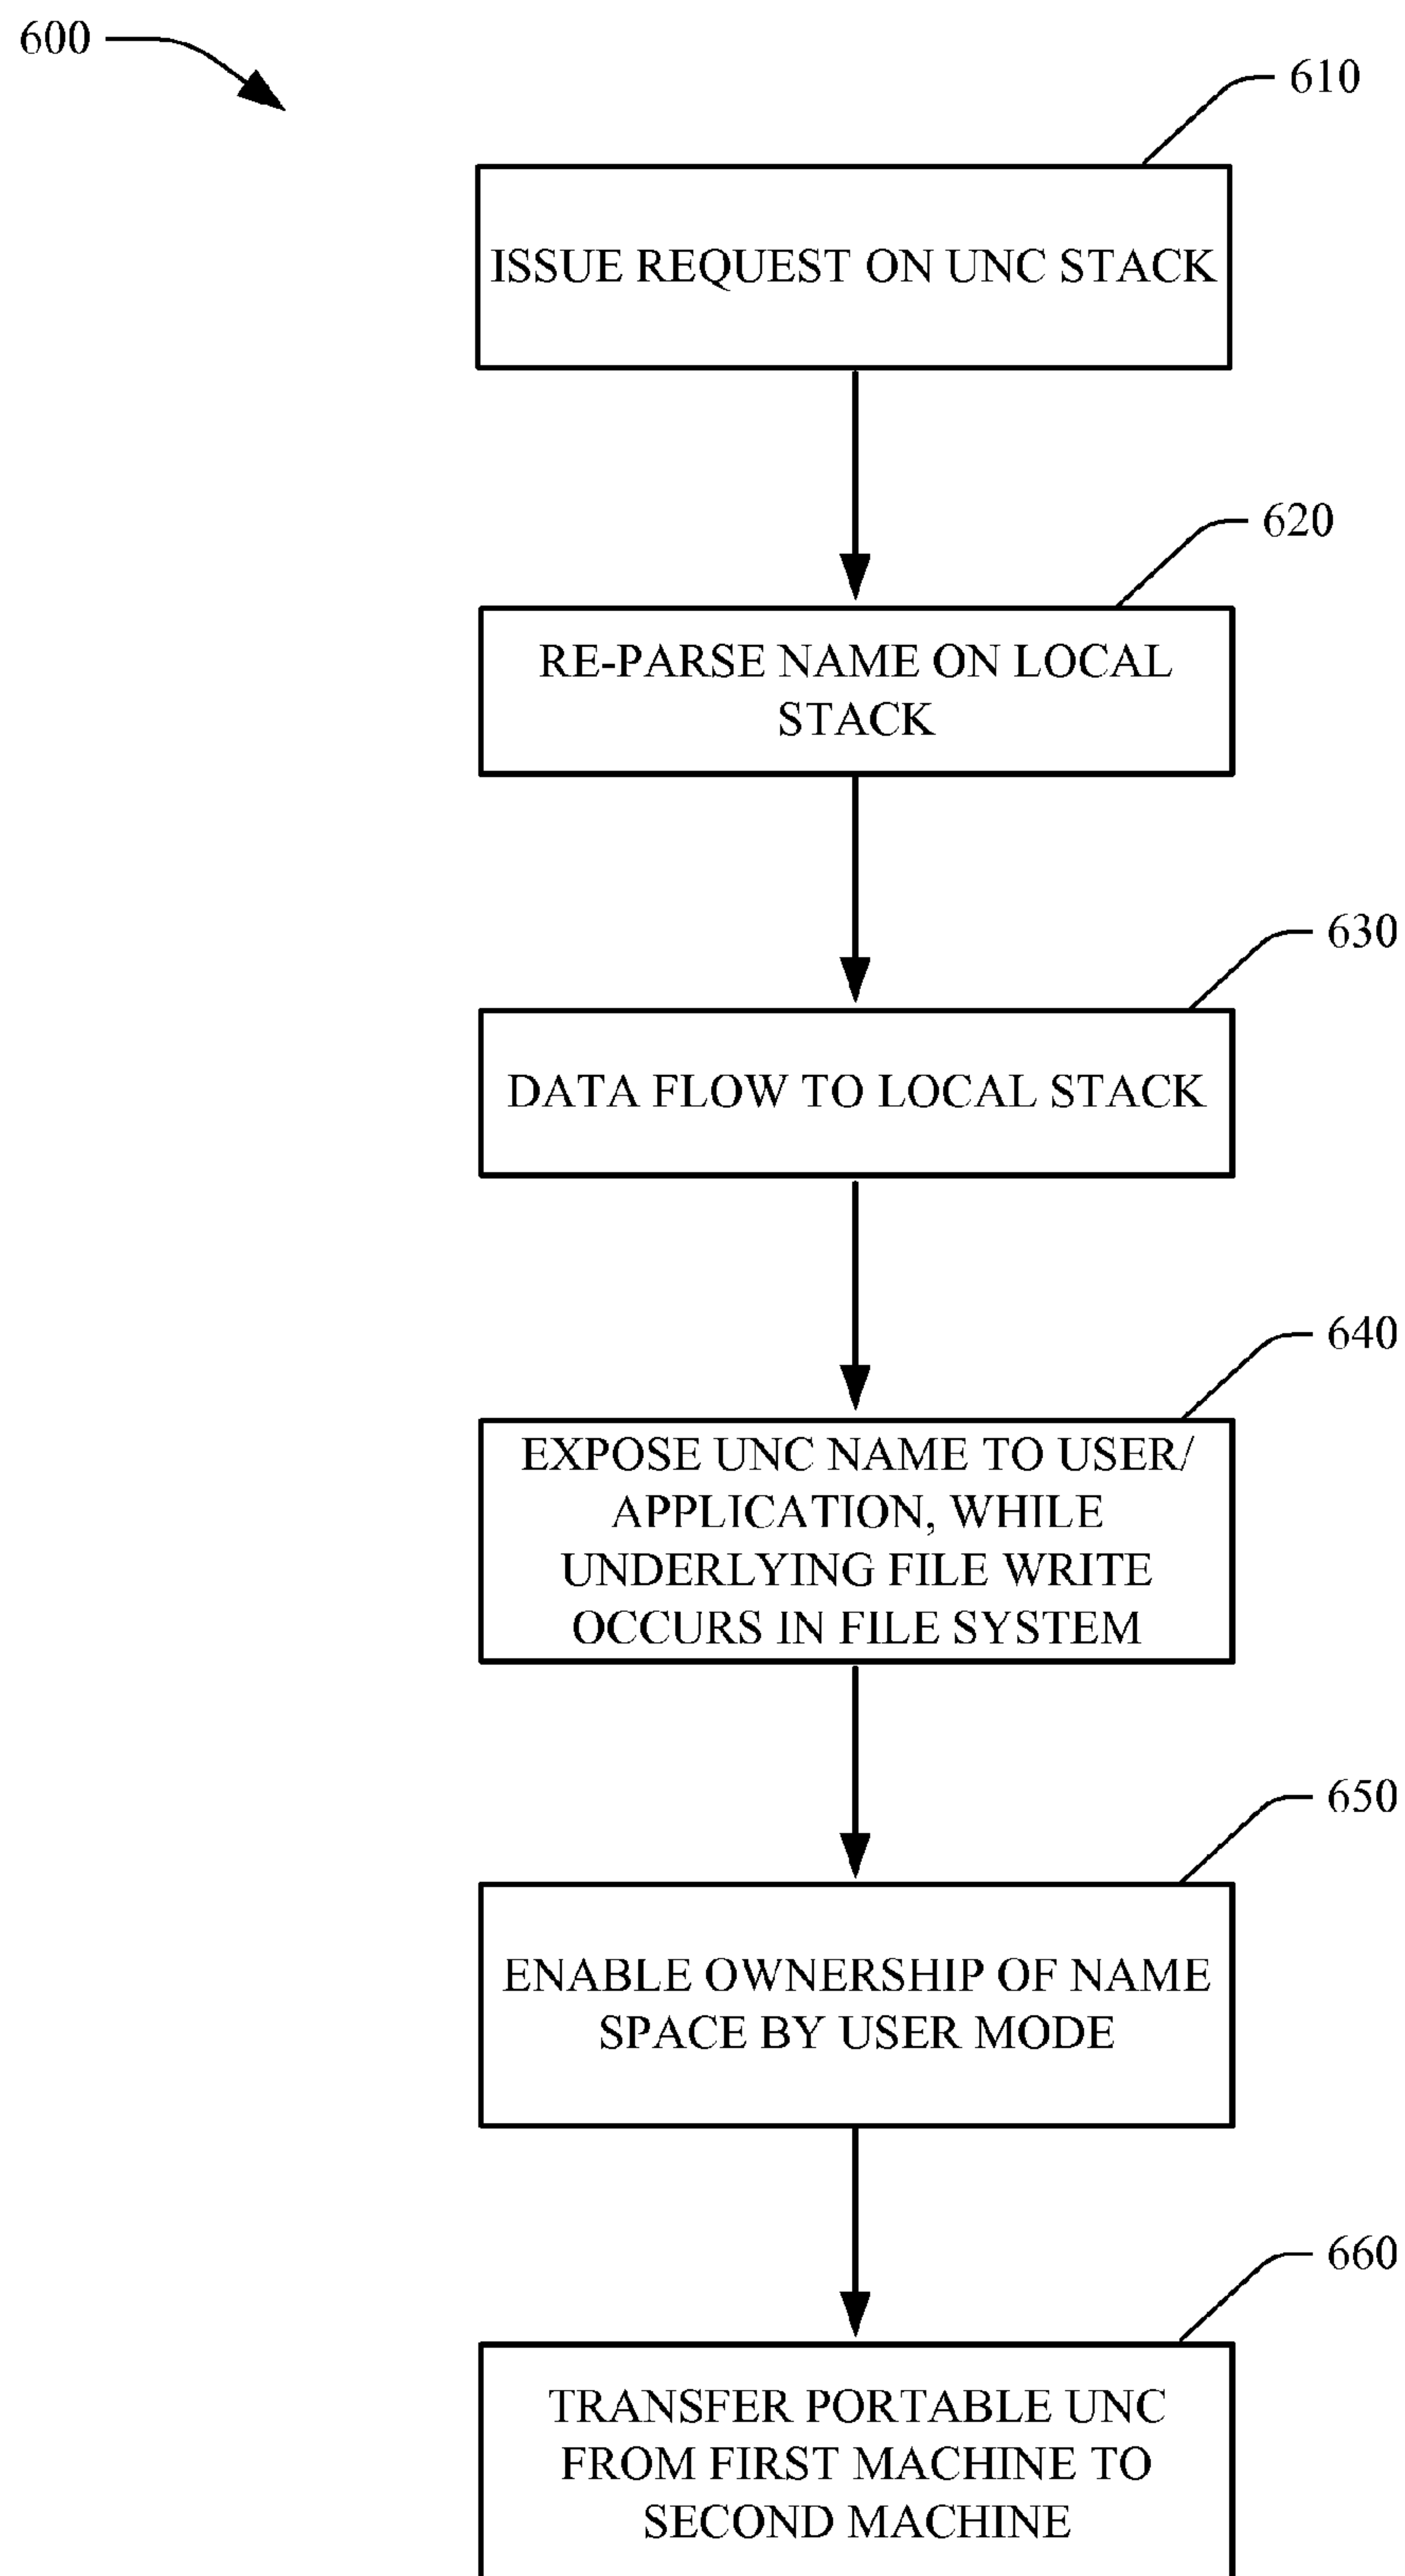 600
610
ISSUE REQUEST ON UNC STACK
620
RE-PARSE NAME ON LOCAL
STACK
630
DATA FLOW TO LOCAL STACK
640
EXPOSE UNC NAME TO USER/
APPLICATION, WHILE
UNDERLYING FILE WRITE
OCCURS IN FILE SYSTEM
650
ENABLE OWNERSHIP OF NAME
SPACE BY USER MODE
660
TRANSFER PORTABLE UNC
FROM FIRST MACHINE TO
SECOND MACHINE